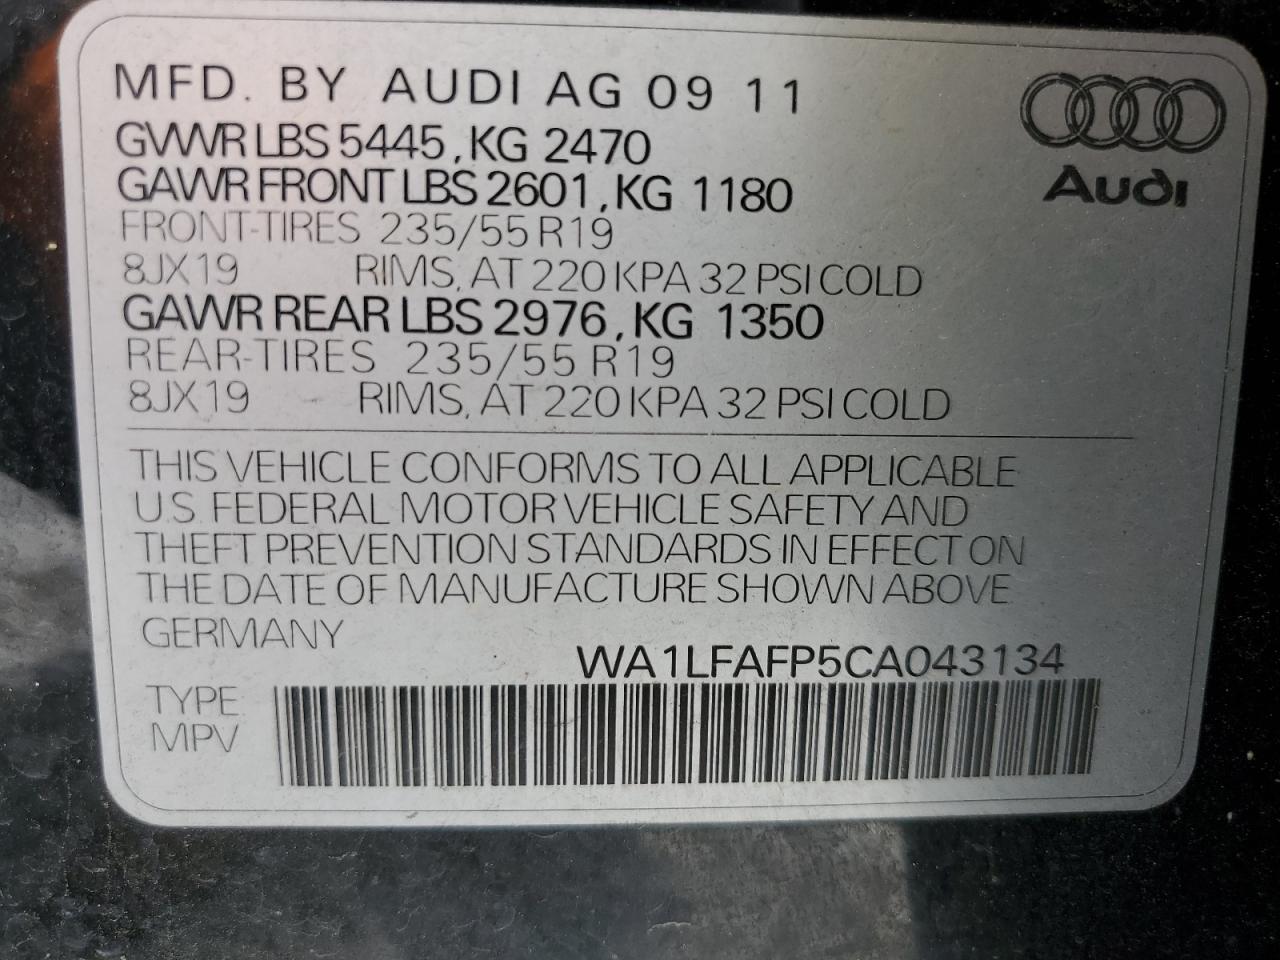 MFD. BY AUDI AG 09 11
GVWR LBS 5445, KG 2470
GAWR FRONT LBS 2601, KG 1180
FRONT-TIRES 235/55 R19
8JX19 RIMS, AT 220 KPA 32 PSI COLD
GAWR REAR LBS 2976, KG 1350
REAR-TIRES 235/55 R19
8JX19 RIMS, AT 220 KPA 32 PSI COLD
Audi
THIS VEHICLE CONFORMS TO ALL APPLICABLE
U.S. FEDERAL MOTOR VEHICLE SAFETY AND
THEFT PREVENTION STANDARDS IN EFFECT ON
THE DATE OF MANUFACTURE SHOWN ABOVE
GERMANY
WA1LFAFP5CA043134
TYPE
MPV